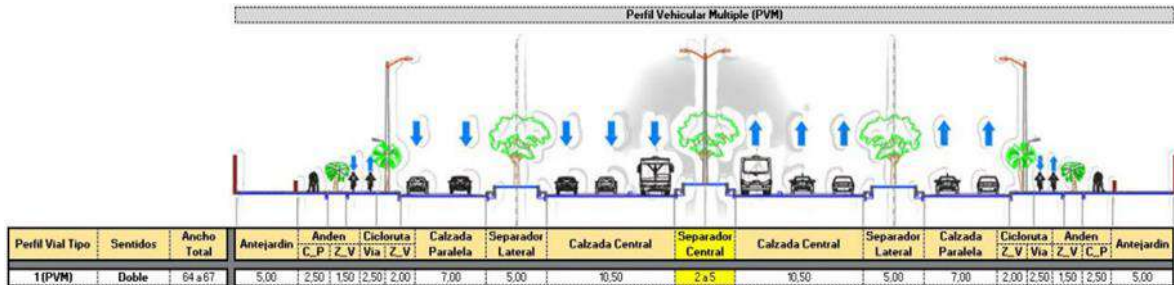 Perfil Vehicular Multiple (PVM)
Perfil Vial Tipo Sentidos Ancho Total Antejardin Anden Cicloruta Calzada Paralela Separador Lateral Calzada Central Separador Central Calzada Central Separador Lateral Calzada Paralela Cicloruta Anden Antejardin
C_P Z_V Via Z_V Z_V Via Z_V C_P
1 (PVM) Doble 64 a 67 5,00 2,50 1,50 2,50 2,00 7,00 5,00 10,50 2 a 5 10,50 5,00 7,00 2,00 2,50 1,50 2,50 5,00